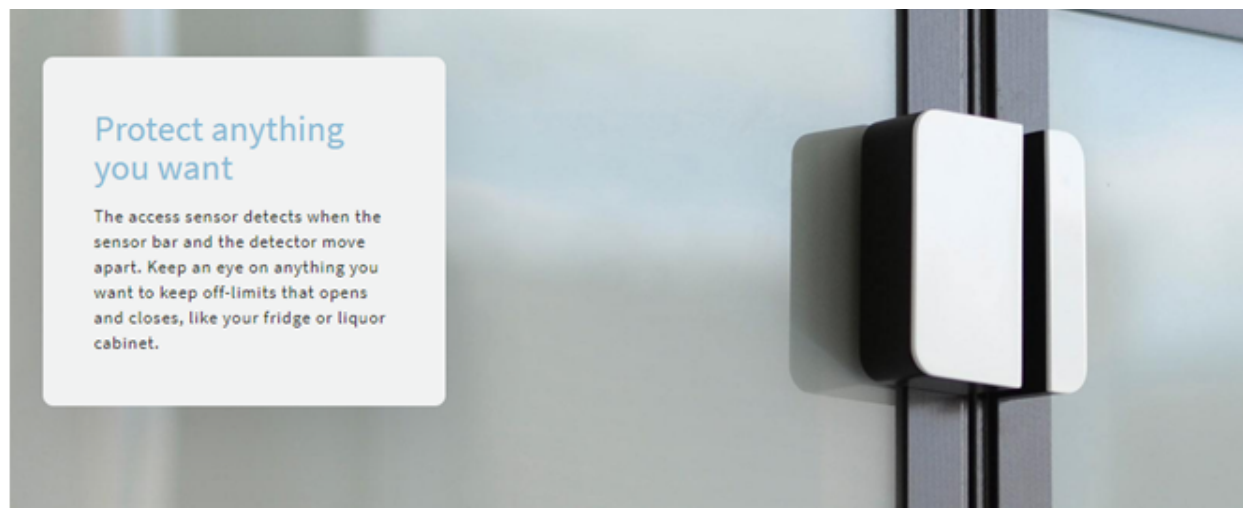 Protect anything
you want
The access sensor detects when the
sensor bar and the detector move
apart. Keep an eye on anything you
want to keep off-limits that opens
and closes, like your fridge or liquor
cabinet.